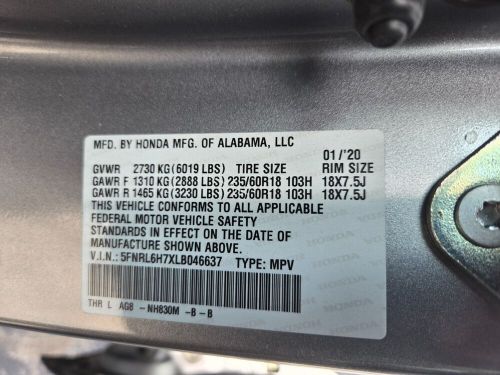 MFD. BY HONDA MFG. OF ALABAMA, LLC 01/'20
GVWR 2730 KG(6019 LBS) TIRE SIZE RIM SIZE
GAWR F 1310 KG(2888 LBS) 235/60R18 103H 18X7.5J
GAWR R 1465 KG(3230 LBS) 235/60R18 103H 18X7.5J
THIS VEHICLE CONFORMS TO ALL APPLICABLE
FEDERAL MOTOR VEHICLE SAFETY
STANDARDS IN EFFECT ON THE DATE OF
MANUFACTURE SHOWN ABOVE.
V.I.N.: 5FNRL6H7XLB046637 TYPE: MPV
THR L AGB -NH830M -B -B